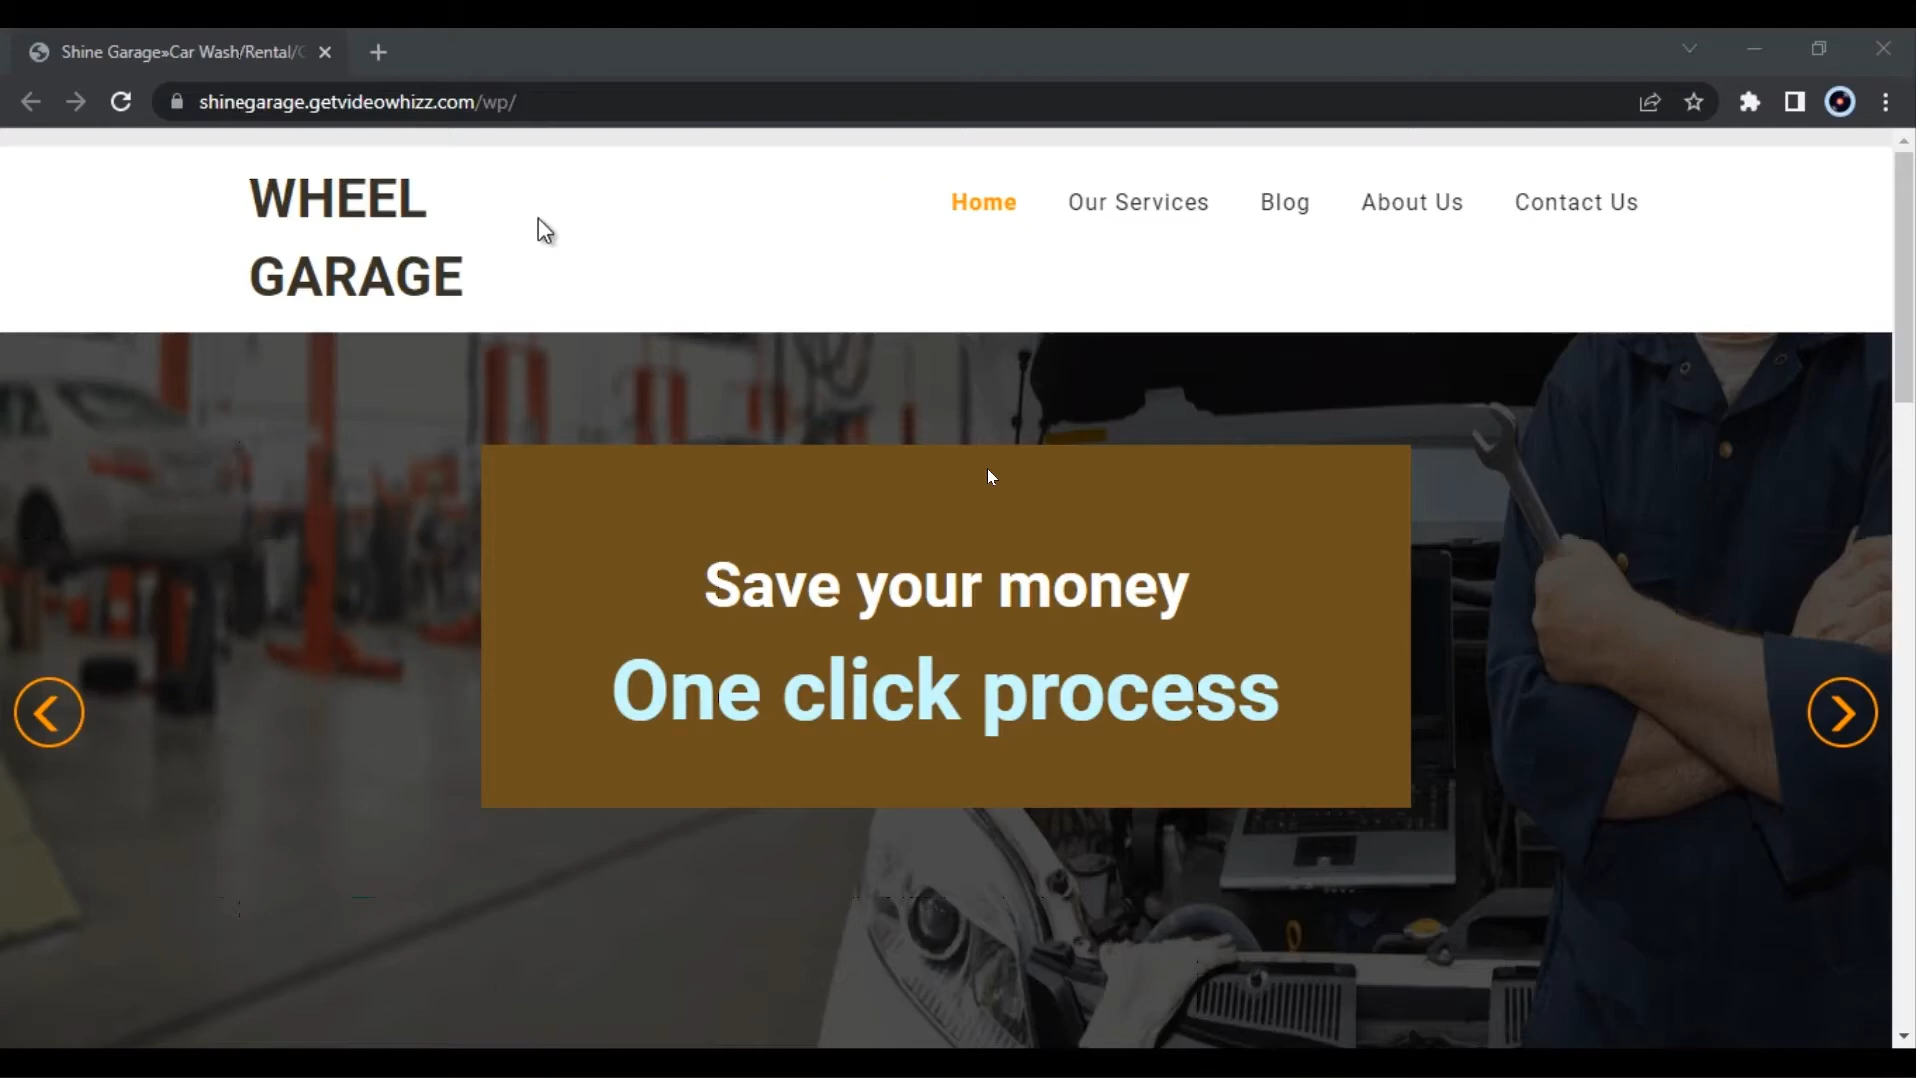 Shine Garage»Car Wash/Rental/
shinegarage.getvideowhizz.com/wp/
WHEEL
GARAGE
Home Our Services Blog About Us Contact Us
Save your money
One click process